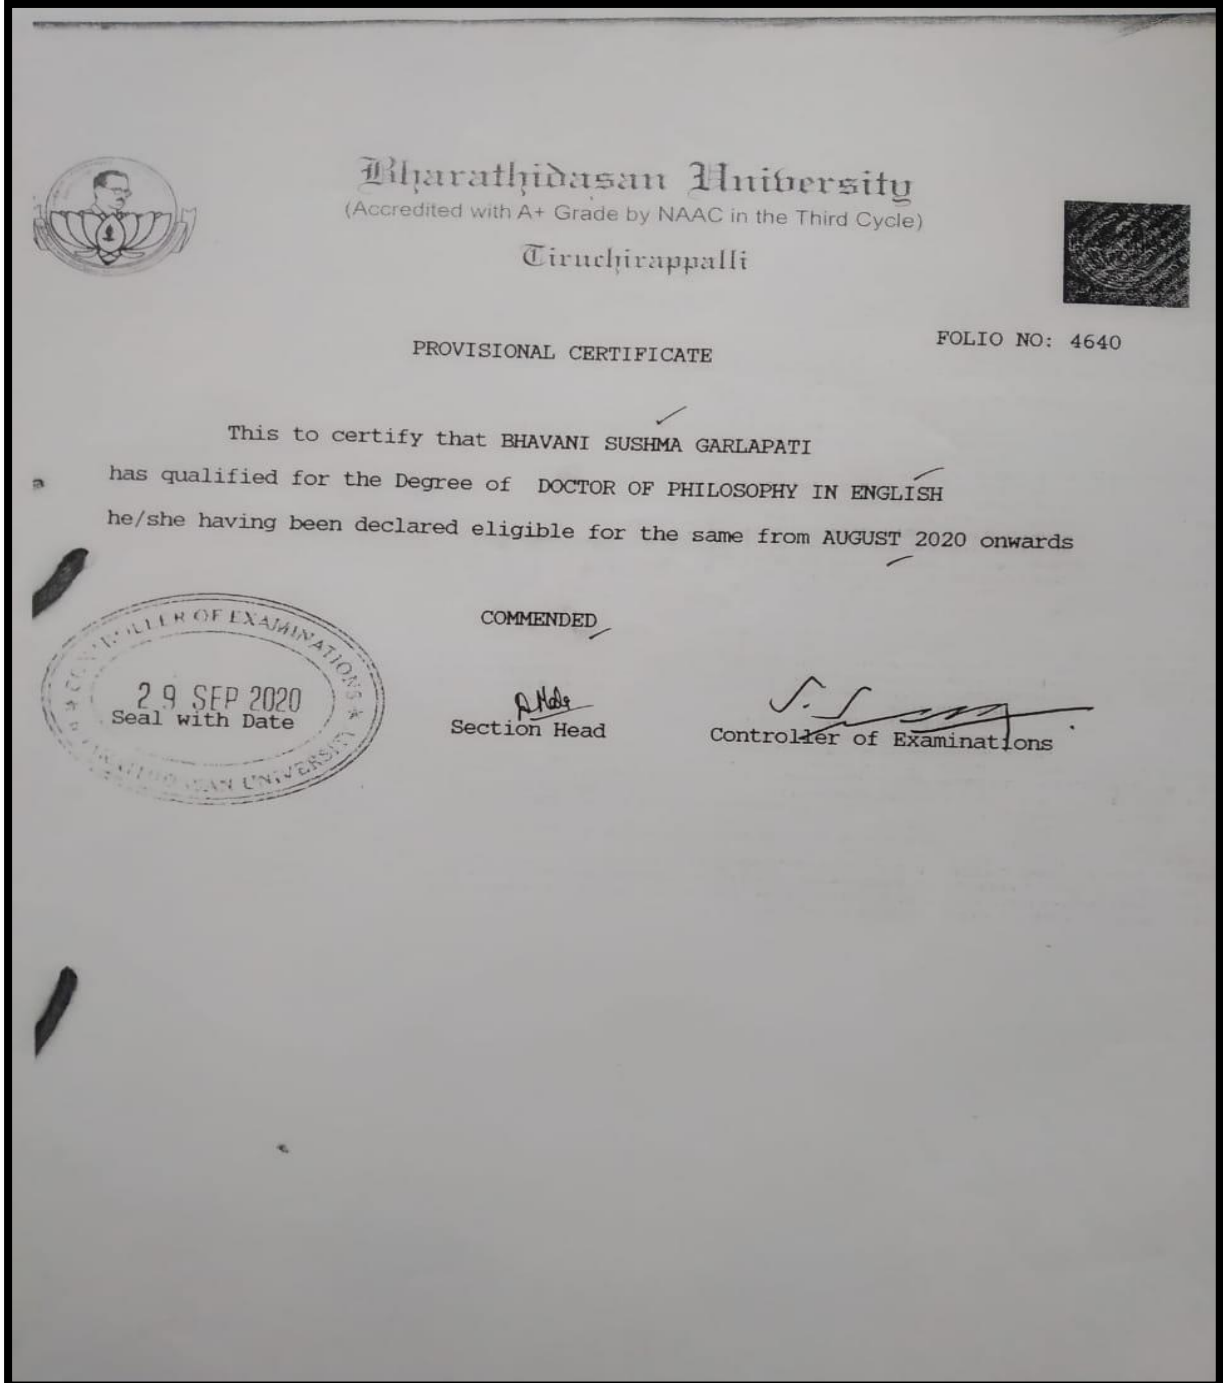 Bharathidasan University
(Accredited with A+ Grade by NAAC in the Third Cycle)
Tiruchirappalli
FOLIO NO: 4640
PROVISIONAL CERTIFICATE
This to certify that BHAVANI SUSHMA GARLAPATI
has qualified for the Degree of DOCTOR OF PHILOSOPHY IN ENGLISH
he/she having been declared eligible for the same from AUGUST 2020 onwards
COMMENDED
CONTROLLER OF EXAMINATIONS
29 SEP 2020
Seal with Date
BHARATHIDASAN UNIVERSITY
Section Head
Controller of Examinations